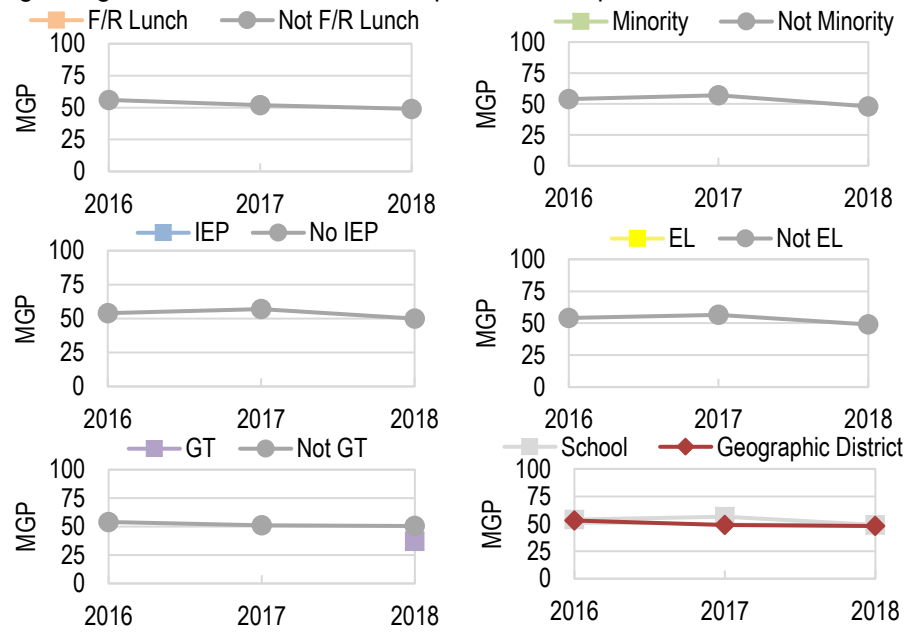 F/R Lunch Not F/R Lunch
100
75
50
25
0
MGP
2016 2017 2018
Minority Not Minority
100
75
50
25
0
MGP
2016 2017 2018
IEP No IEP
100
75
50
25
0
MGP
2016 2017 2018
EL Not EL
100
75
50
25
0
MGP
2016 2017 2018
GT Not GT
100
75
50
25
0
MGP
2016 2017 2018
School Geographic District
100
75
50
25
0
MGP
2016 2017 2018